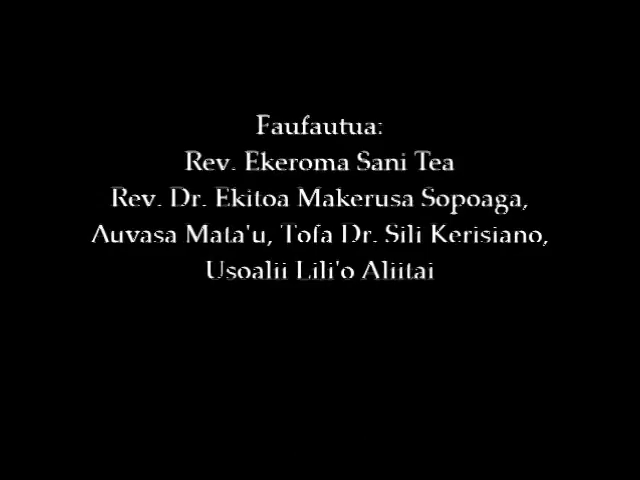 Faufautua:
Rev. Ekeroma Sani Tea
Rev. Dr. Ekitoa Makerusa Sopoaga,
Auvasa Mata'u, Tofa Dr. Sili Kerisiano,
Usoalii Lili'o Aliitai